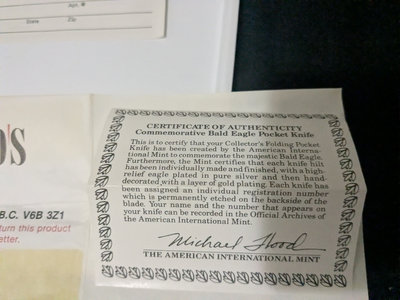 Apt. #
State Zip
'S
B.C. V6B 3Z1
turn this product
etter.
CERTIFICATE OF AUTHENTICITY
Commemorative Bald Eagle Pocket Knife
This is to certify that your Collector's Folding Pocket
Knife has been created by the American Interna-
tional Mint to commemorate the majestic Bald Eagle.
Furthermore, the Mint certifies that each knife hilt
has been individually made and finished, with a high-
relief eagle plated in pure silver and then hand-
decorated with a layer of gold plating. Each knife has
been assigned an individual registration number
which is permanently etched on the backside of the
blade. Your name and the number that appears on
your knife can be recorded in the Official Archives of
the American International Mint.
Michael Hood
THE AMERICAN INTERNATIONAL MINT